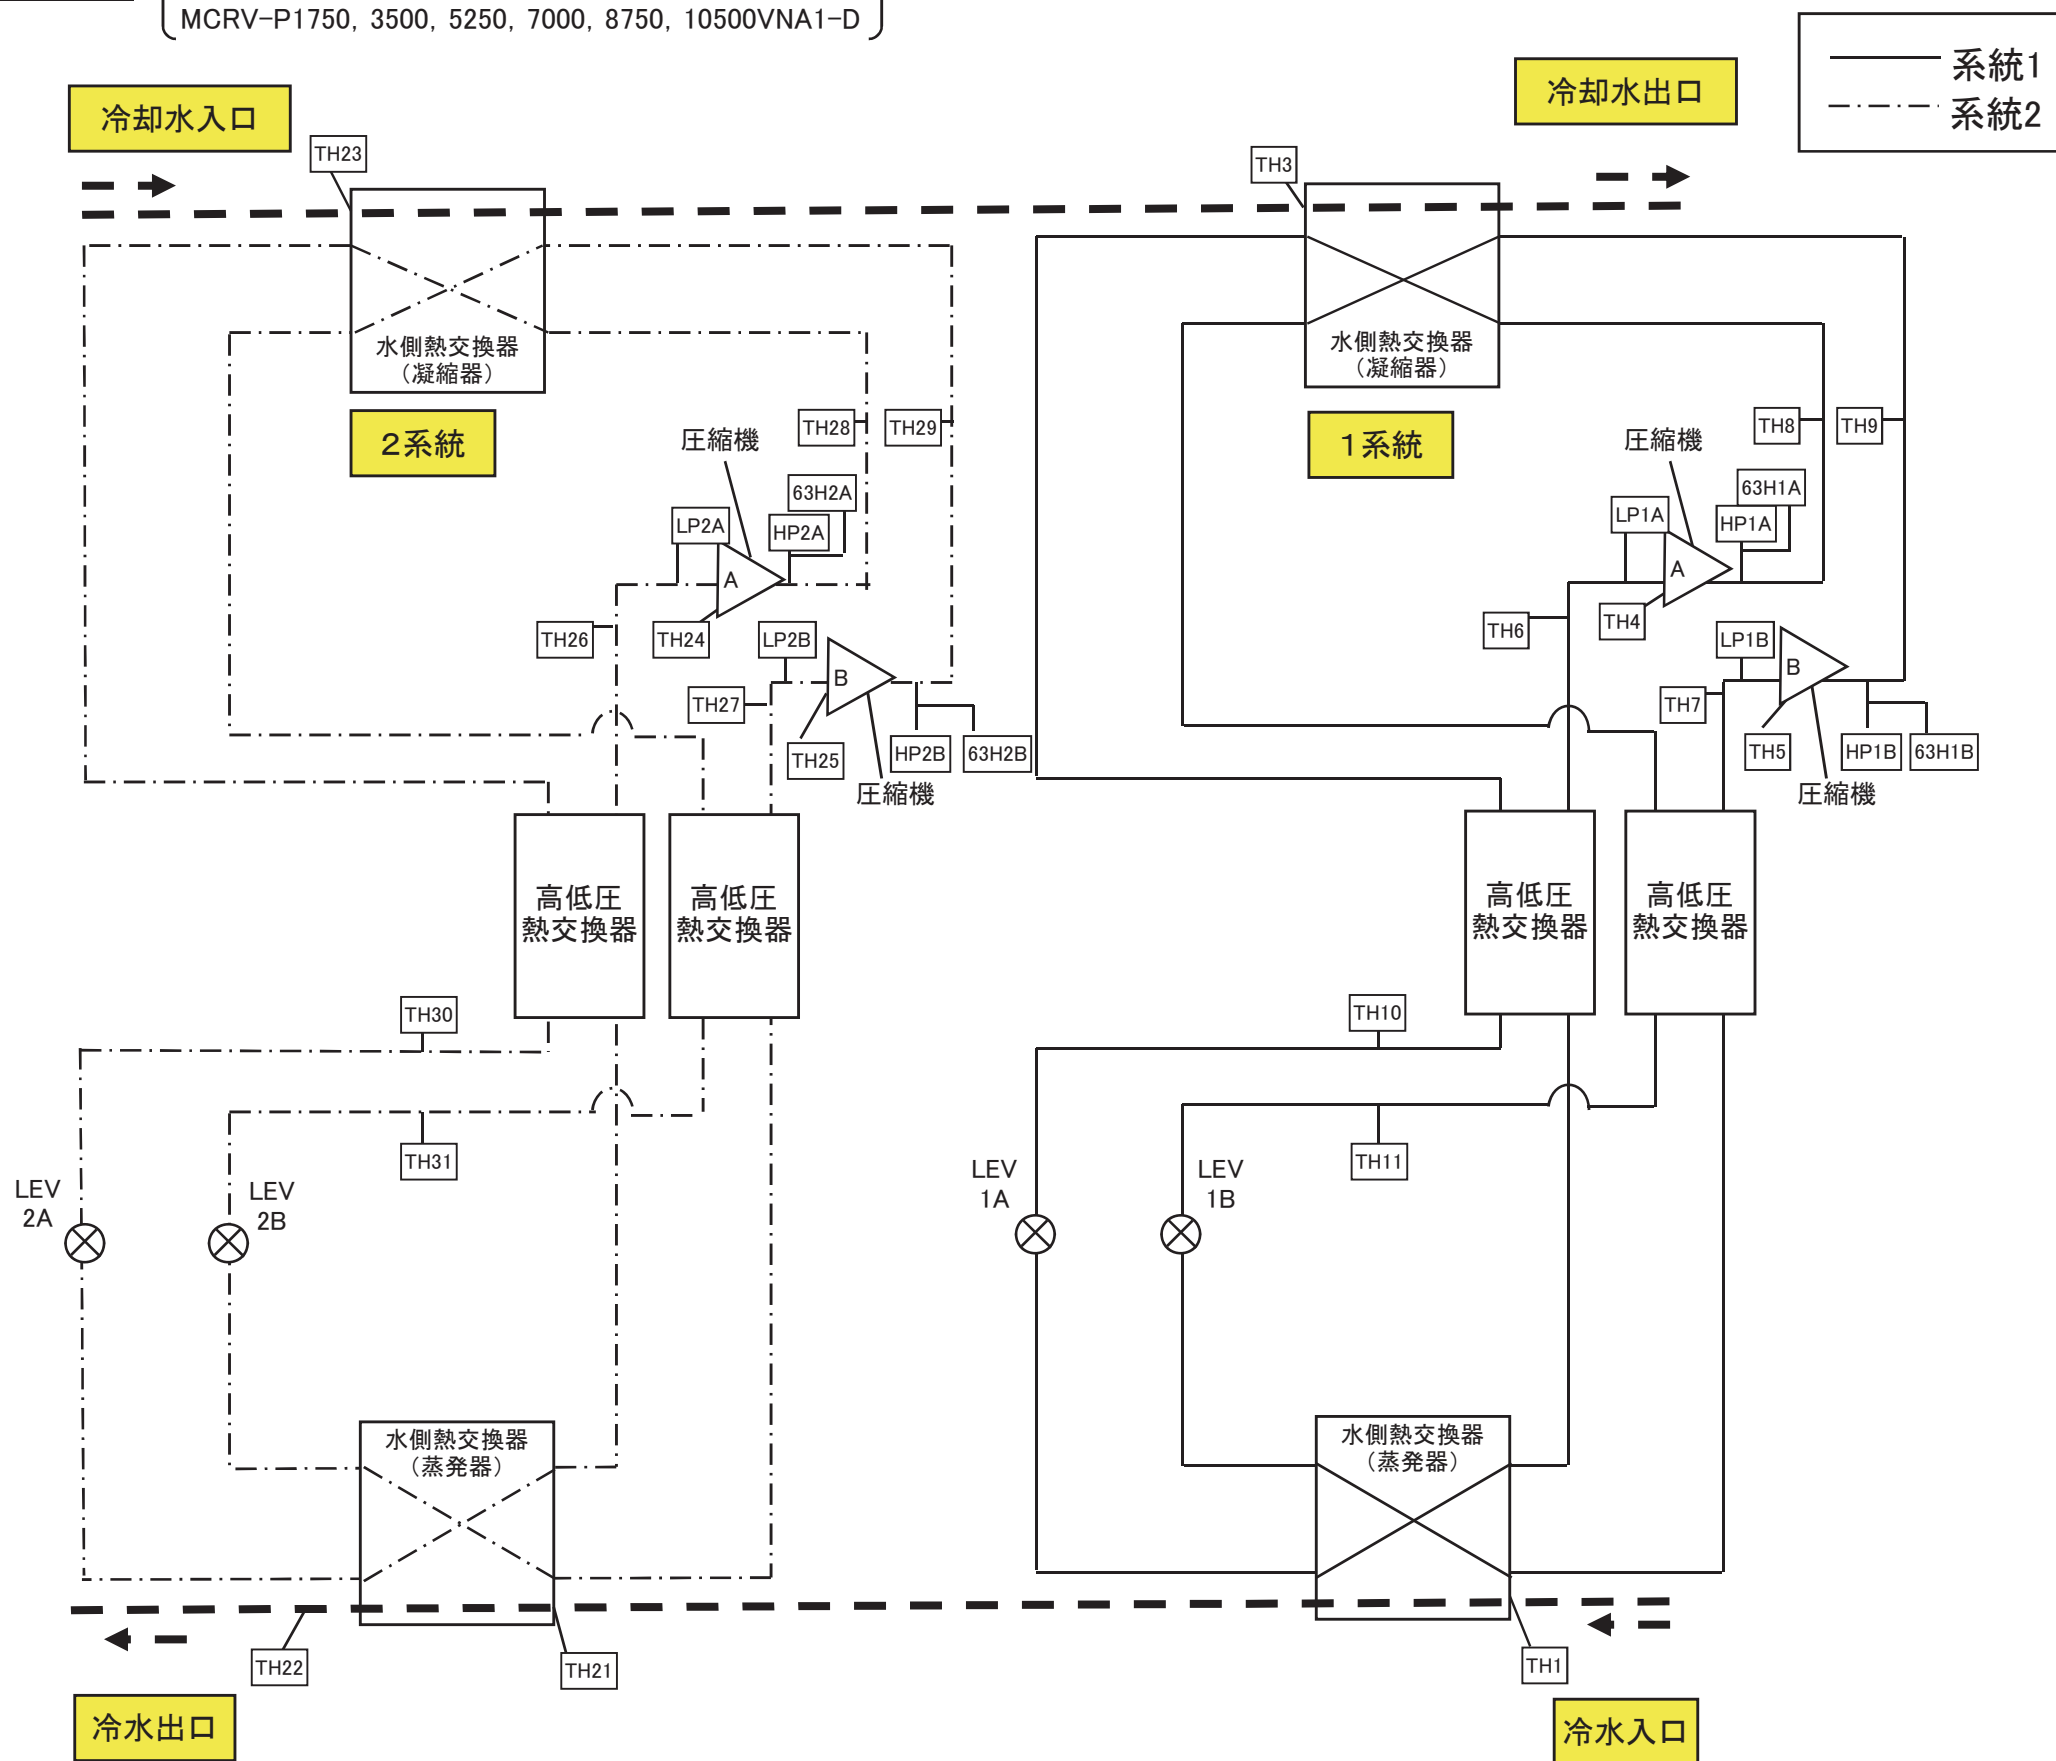 MCRV-P1750, 3500, 5250, 7000, 8750, 10500VNA1-D
系統1
系統2
冷却水入口
冷却水出口
TH23
TH3
水側熱交換器
（凝縮器）
水側熱交換器
（凝縮器）
2系統
1系統
圧縮機
TH28
TH29
圧縮機
TH8
TH9
63H2A
LP2A
HP2A
A
63H1A
LP1A
HP1A
A
TH26
TH24
LP2B
B
TH27
TH25
HP2B
63H2B
圧縮機
TH6
TH4
LP1B
B
TH7
TH5
HP1B
63H1B
圧縮機
高低圧
熱交換器
高低圧
熱交換器
高低圧
熱交換器
高低圧
熱交換器
TH30
TH10
TH31
TH11
LEV
2A
LEV
2B
LEV
1A
LEV
1B
水側熱交換器
（蒸発器）
水側熱交換器
（蒸発器）
TH22
TH21
TH1
冷水出口
冷水入口